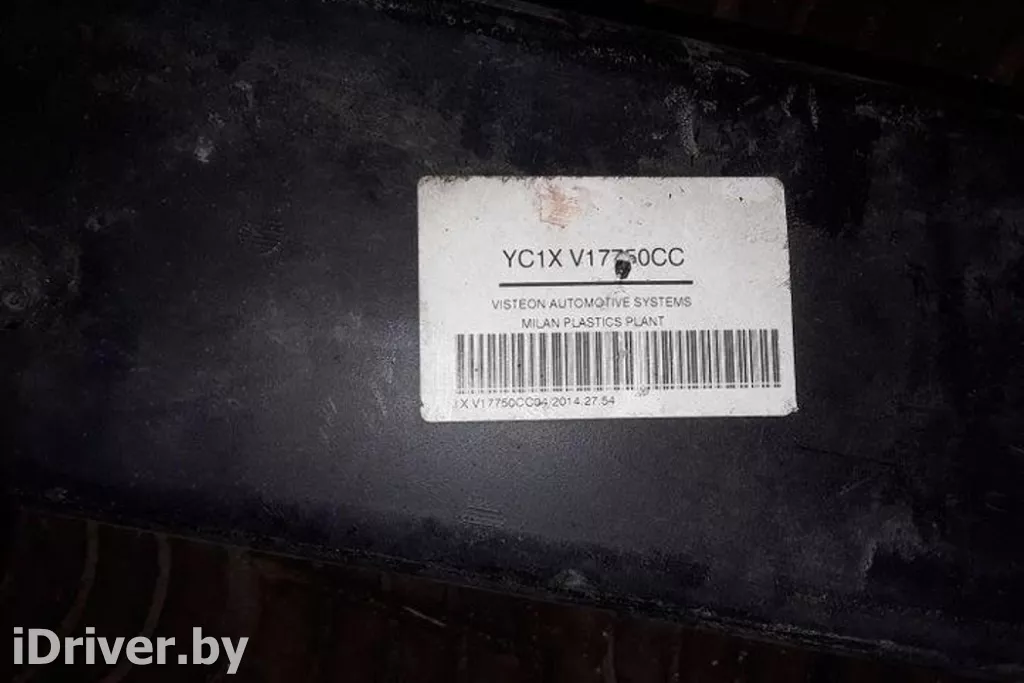 YC1X V17750CC
VISTEON AUTOMOTIVE SYSTEMS
MILAN PLASTICS PLANT
X V17750CC04/2014.27.54
iDriver.by